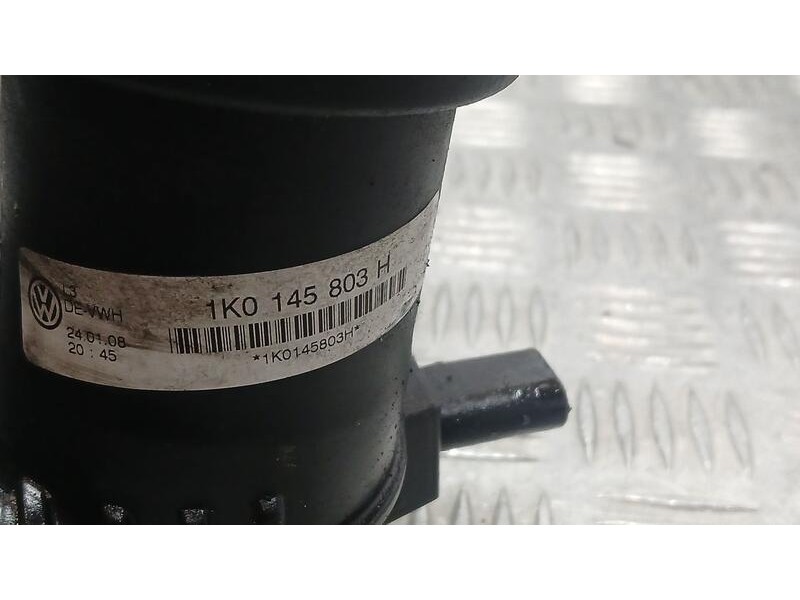 L3
DE-VWH
24.01.08
20 : 45
1K0 145 803 H
*1K0145803H*